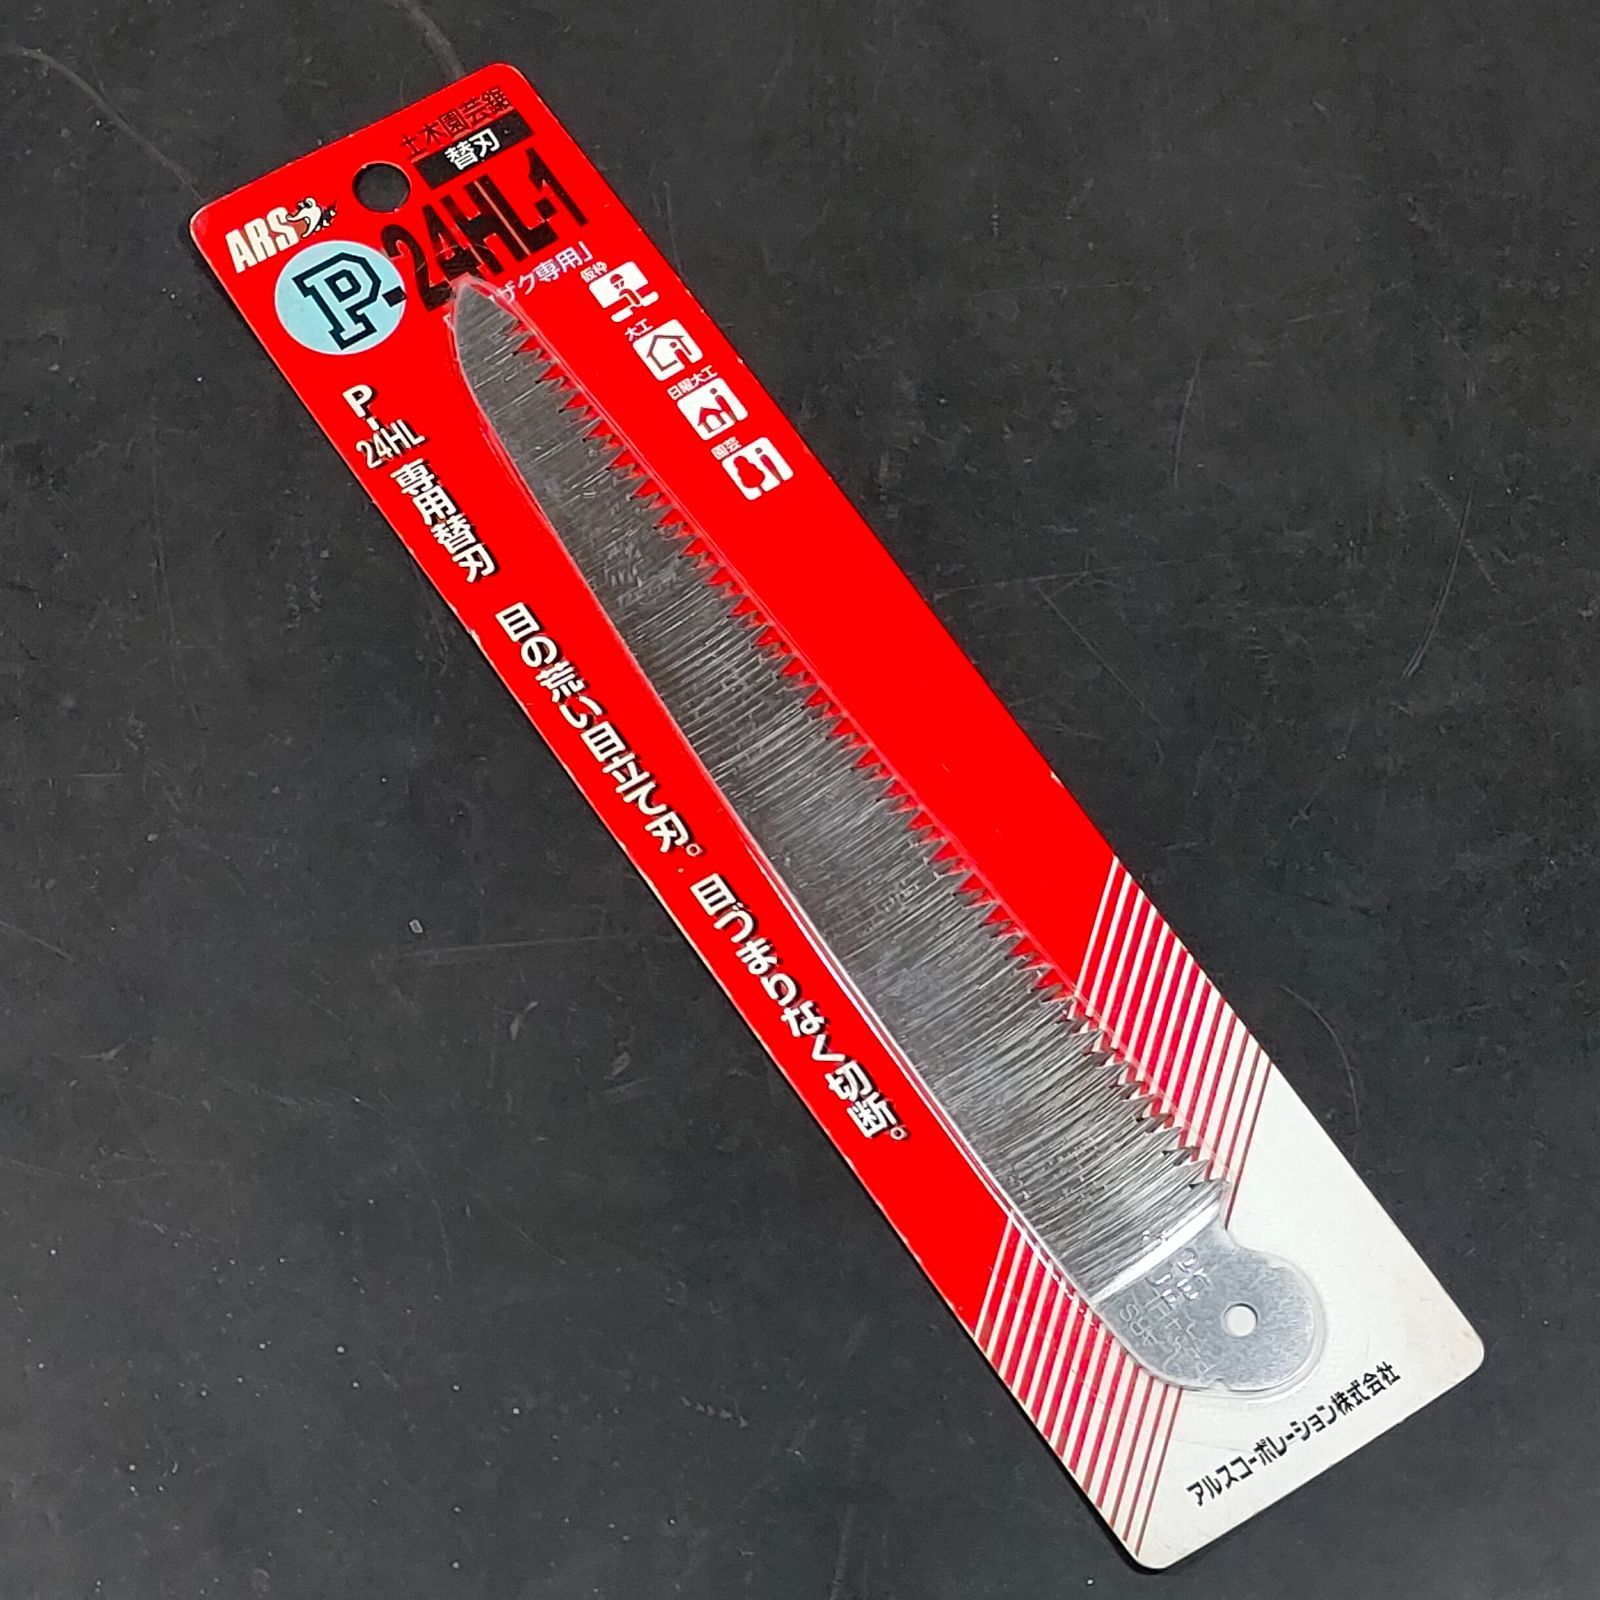 土木園芸鋸
替刃
ARS
P-24HL-1
ザク専用」
仮枠
大工
日曜大工
園芸
P-24HL 専用替刃
目の荒い目立て刃。目づまりなく切断。
アルスコーポレーション株式会社